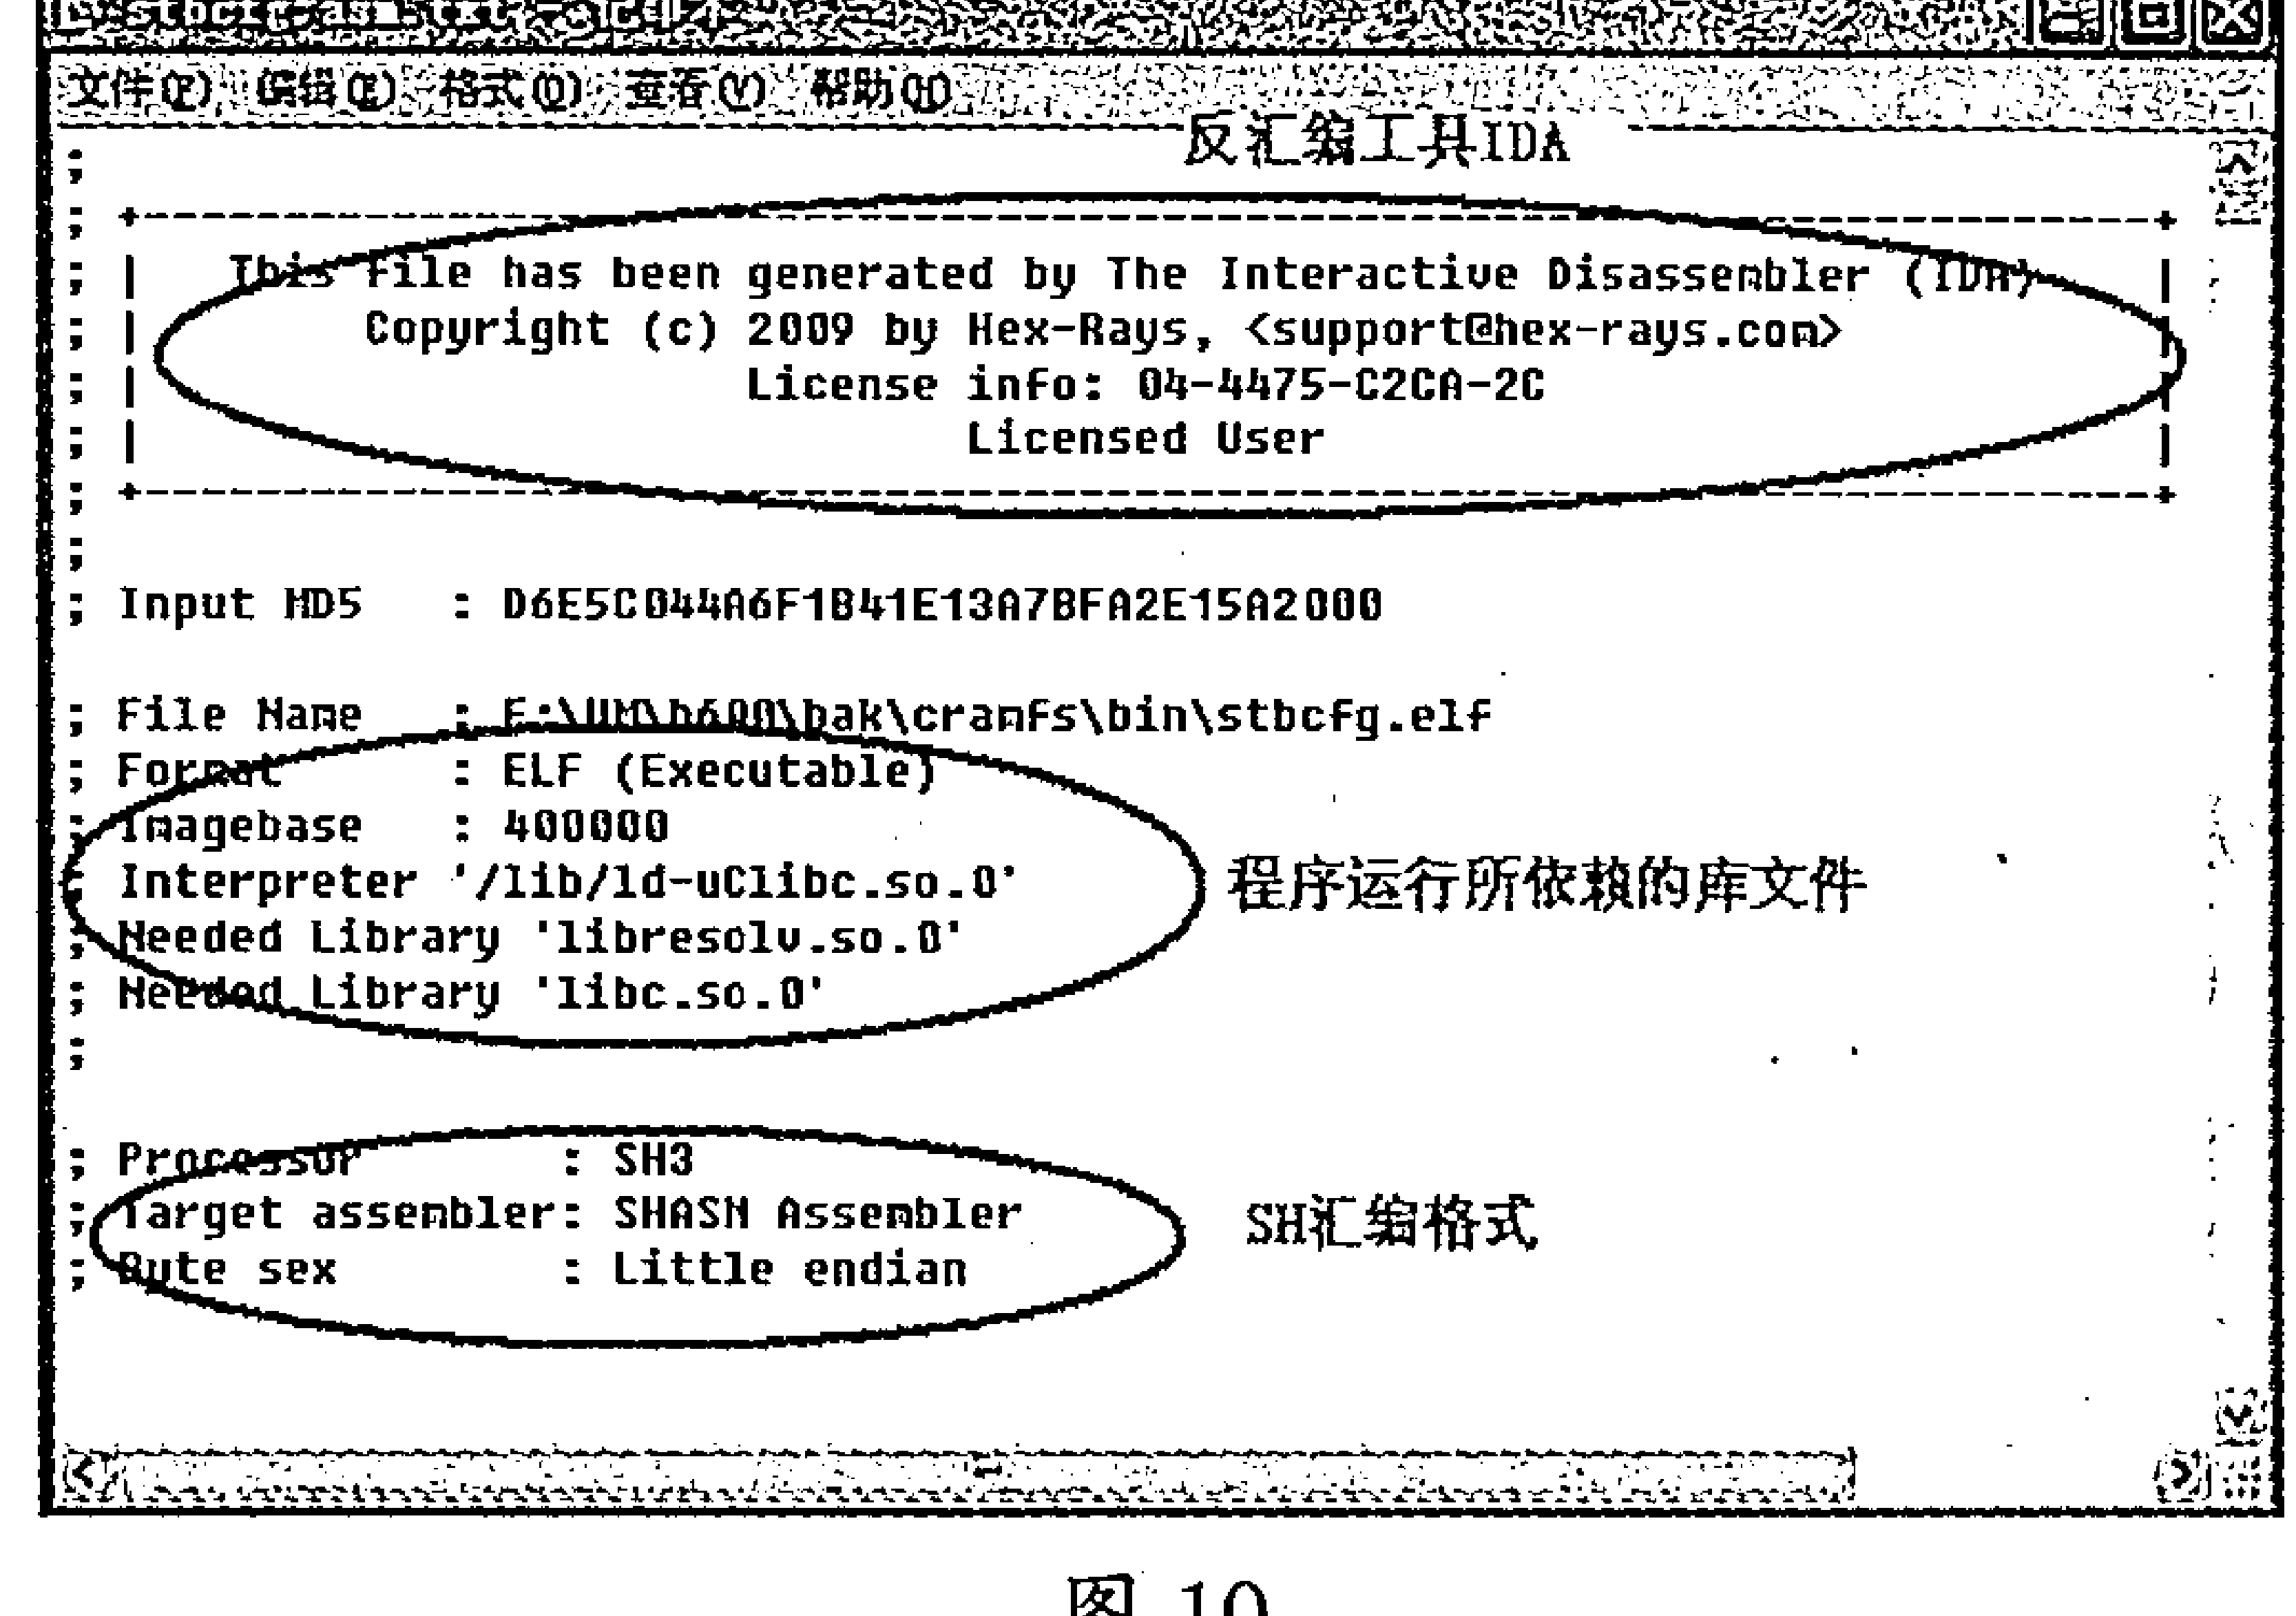 文件(F) 编辑(E) 格式(O) 查看(V) 帮助(H)
反汇编工具IDA
;
; +-------------------------------------------------------------------------+
; | This file has been generated by The Interactive Disassembler (IDA) |
; | Copyright (c) 2009 by Hex-Rays, <support@hex-rays.com> |
; | License info: 04-4475-C2CA-2C |
; | Licensed User |
; +-------------------------------------------------------------------------+
;
; Input MD5 : D6E5C044A6F1B41E13A7BFA2E15A2000
; File Name : \bak\cramfs\bin\stbcfg.elf
; Format : ELF (Executable)
; Imagebase : 400000
; Interpreter '/lib/ld-uClibc.so.0'
程序运行所依赖的库文件
; Needed Library 'libresolv.so.0'
; Needed Library 'libc.so.0'
;
; Processor : SH3
; Target assembler: SHASM Assembler
SH汇编格式
; Byte sex : Little endian
图 10